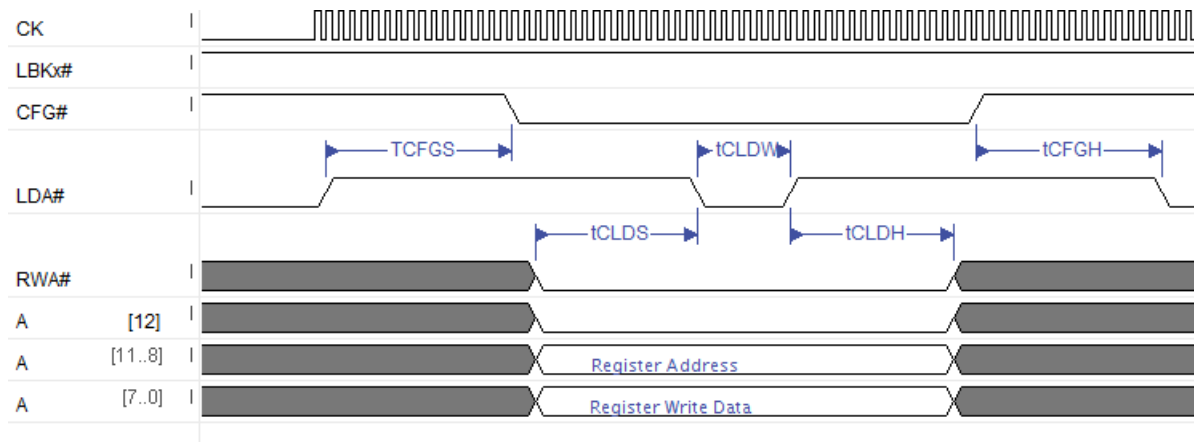 CK
LBKx#
CFG#
TCFGS tCLDW tCFGH
LDA#
tCLDS tCLDH
RWA#
A [12]
A [11..8] Register Address
A [7..0] Register Write Data